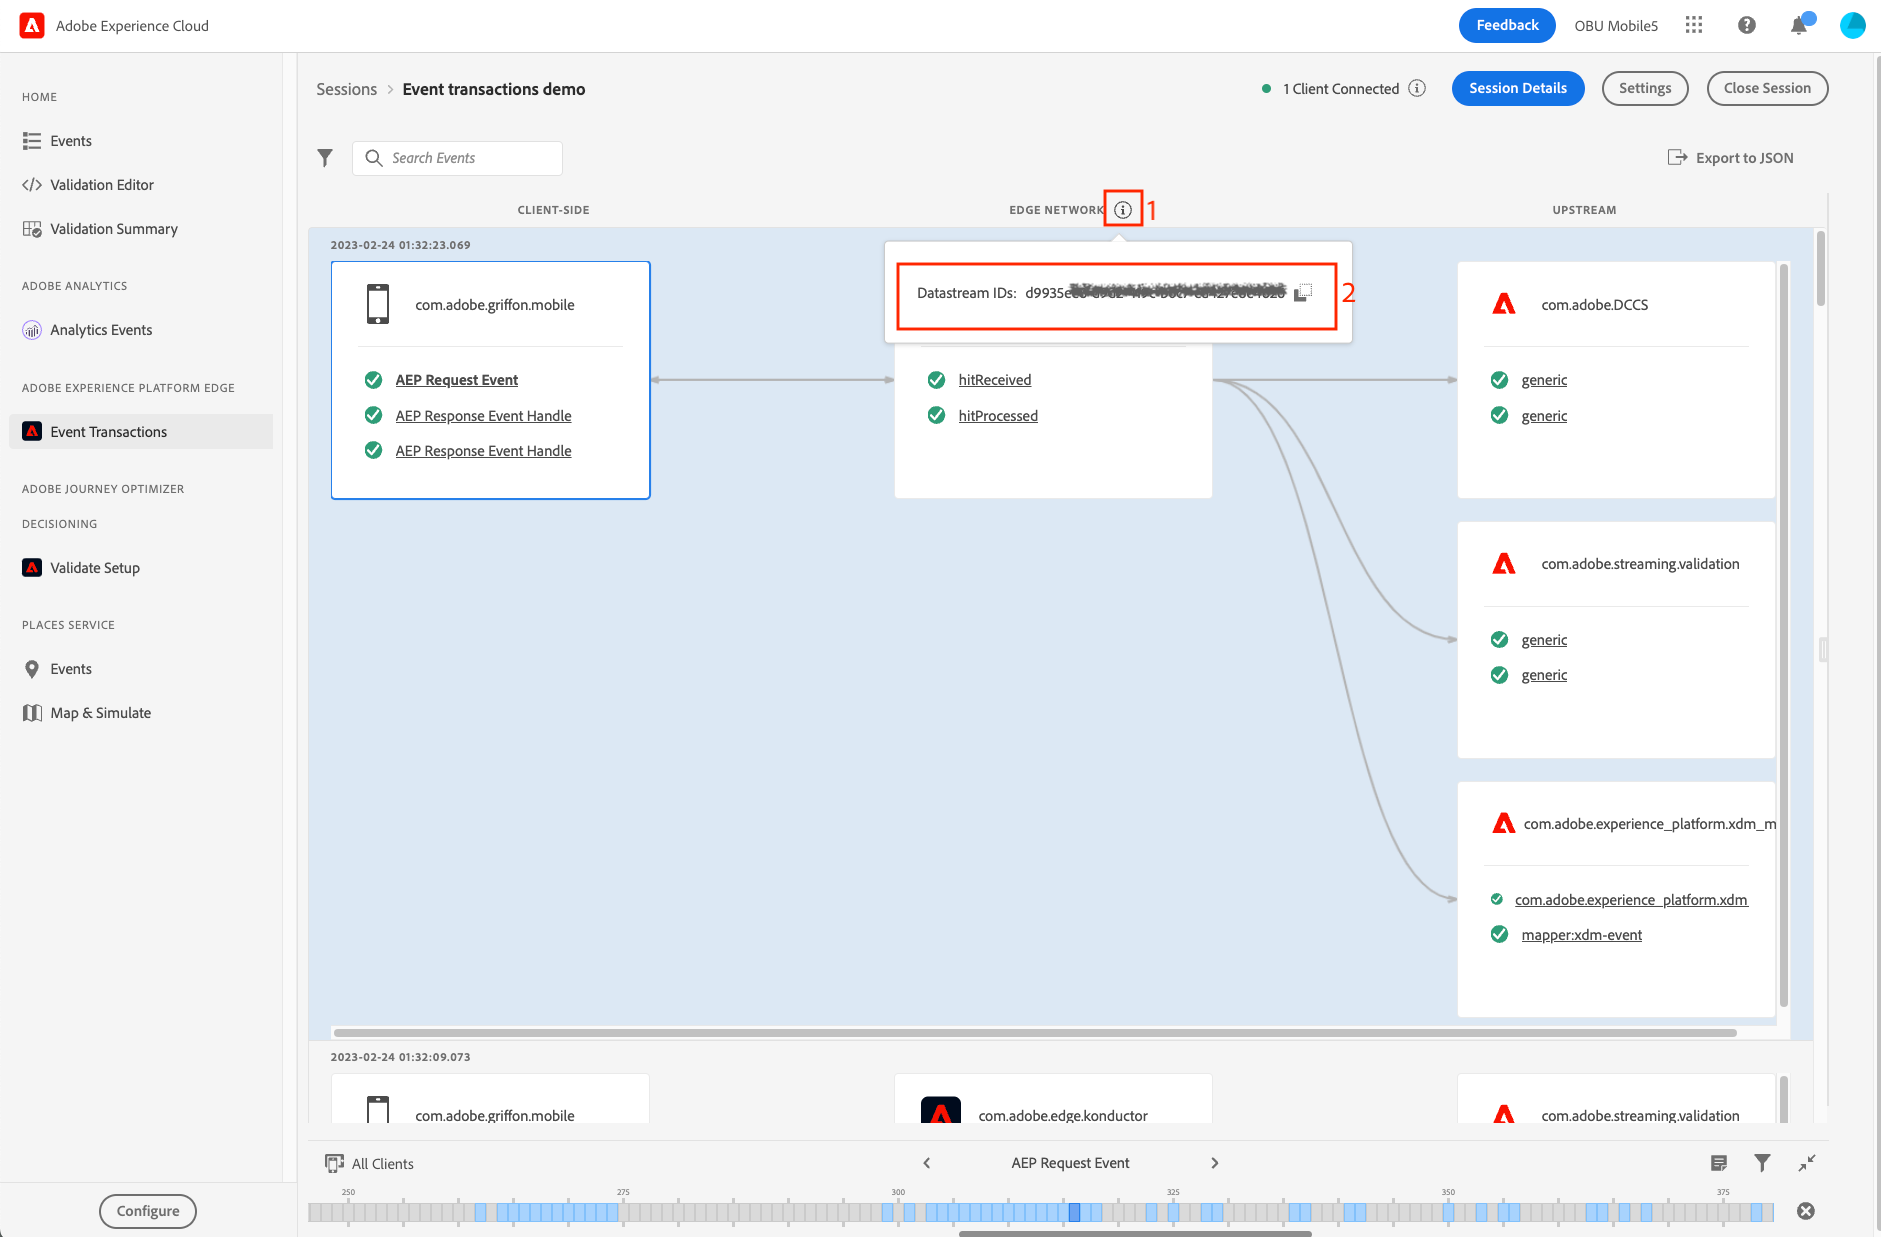 Adobe Experience Cloud
Feedback
OBU Mobile5
HOME
Events
Validation Editor
Validation Summary
ADOBE ANALYTICS
Analytics Events
ADOBE EXPERIENCE PLATFORM EDGE
Event Transactions
ADOBE JOURNEY OPTIMIZER
DECISIONING
Validate Setup
PLACES SERVICE
Events
Map & Simulate
Configure
Sessions > Event transactions demo
1 Client Connected
Session Details
Settings
Close Session
Search Events
Export to JSON
CLIENT-SIDE
EDGE NETWORK
1
UPSTREAM
2023-02-24 01:32:23.069
com.adobe.griffon.mobile
AEP Request Event
AEP Response Event Handle
AEP Response Event Handle
Datastream IDs:
2
hitReceived
hitProcessed
com.adobe.DCCS
generic
generic
com.adobe.streaming.validation
generic
generic
com.adobe.experience_platform.xdm_m
com.adobe.experience_platform.xdm
mapper:xdm-event
2023-02-24 01:32:09.073
com.adobe.griffon.mobile
com.adobe.edge.konductor
com.adobe.streaming.validation
All Clients
AEP Request Event
250
275
300
325
350
375